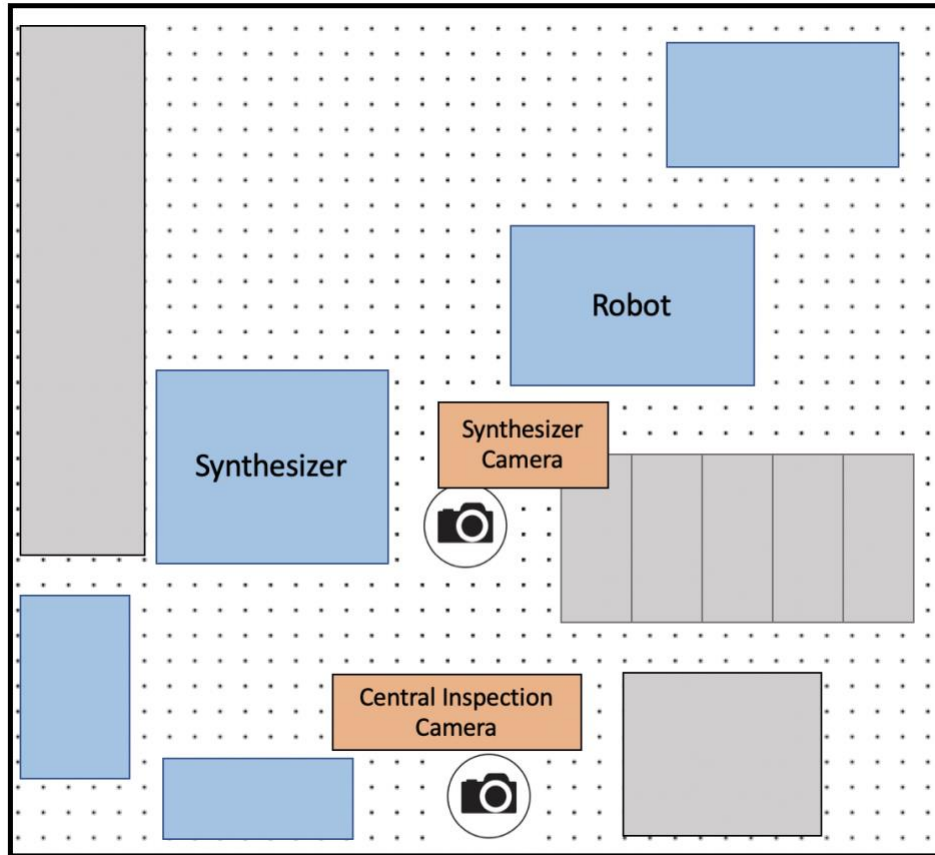 Robot
Synthesizer
Camera
Synthesizer
Central Inspection
Camera